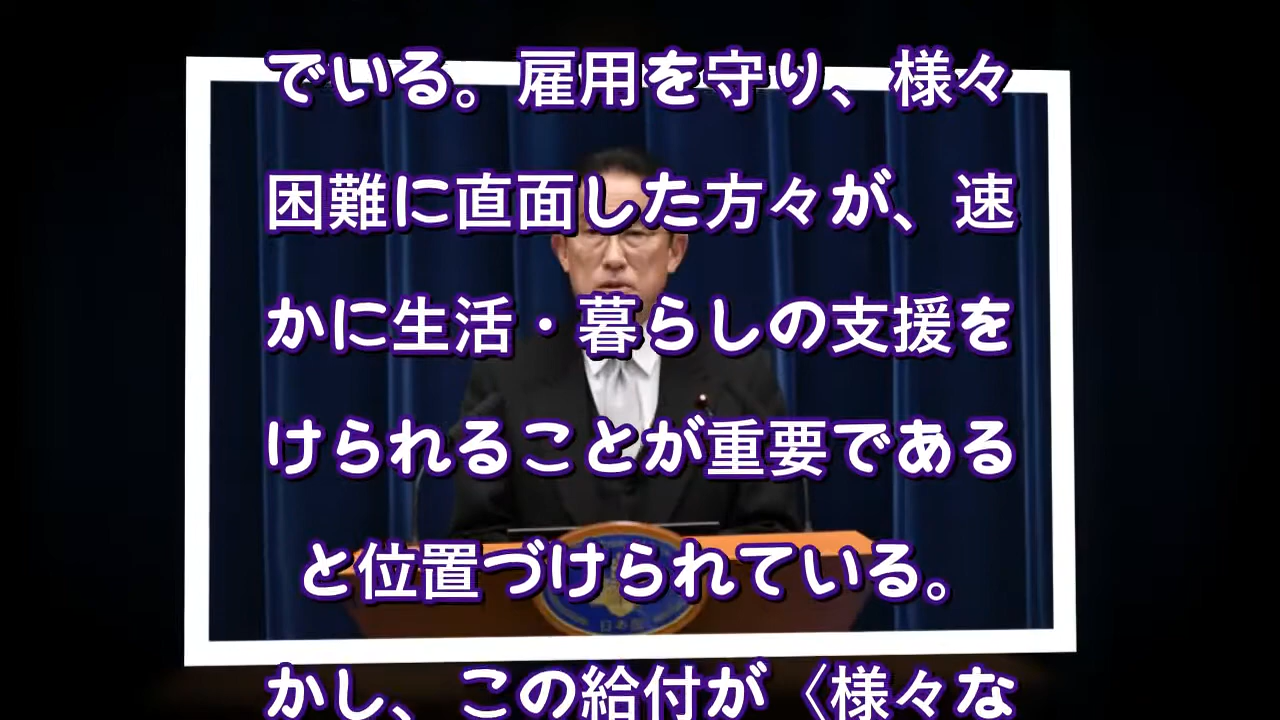 でいる。雇用を守り、様々
困難に直面した方々が、速
かに生活・暮らしの支援を
けられることが重要である
と位置づけられている。
かし、この給付が〈様々な
日本国